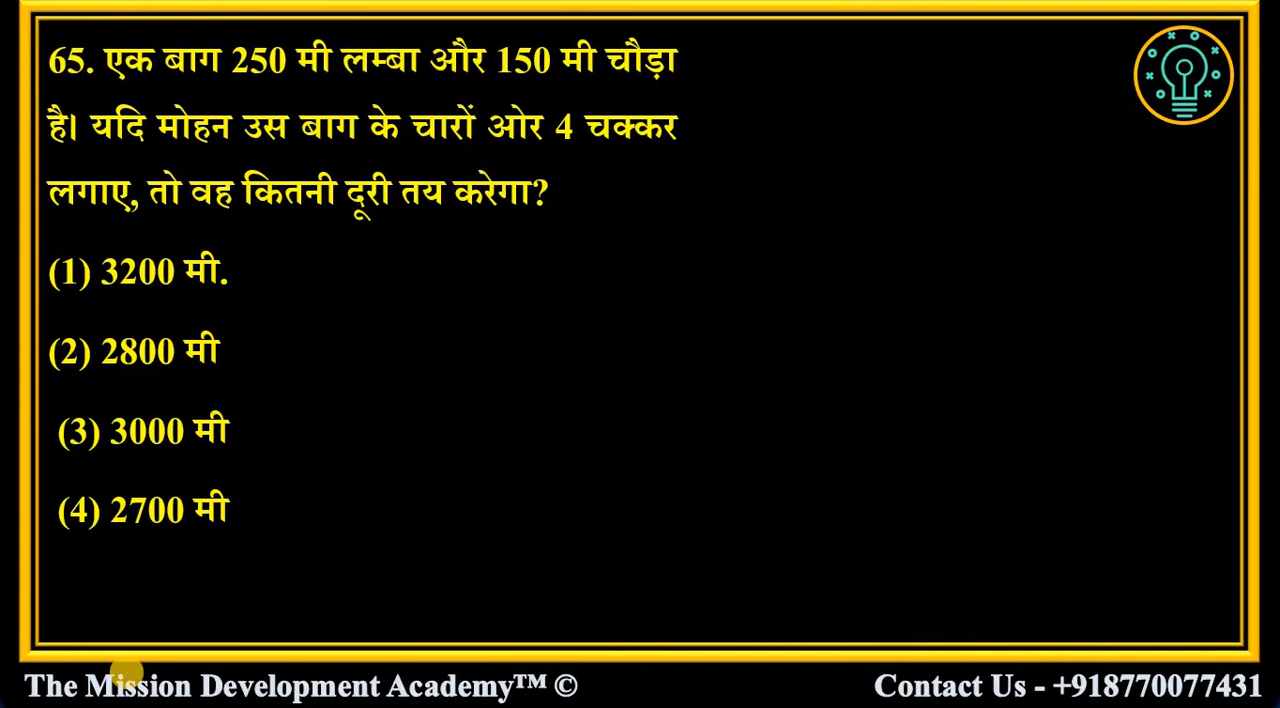 65. एक बाग 250 मी लम्बा और 150 मी चौड़ा
है। यदि मोहन उस बाग के चारों ओर 4 चक्कर
लगाए, तो वह कितनी दूरी तय करेगा?
(1) 3200 मी.
(2) 2800 मी
(3) 3000 मी
(4) 2700 मी
The Mission Development Academy™ ©
Contact Us - +918770077431